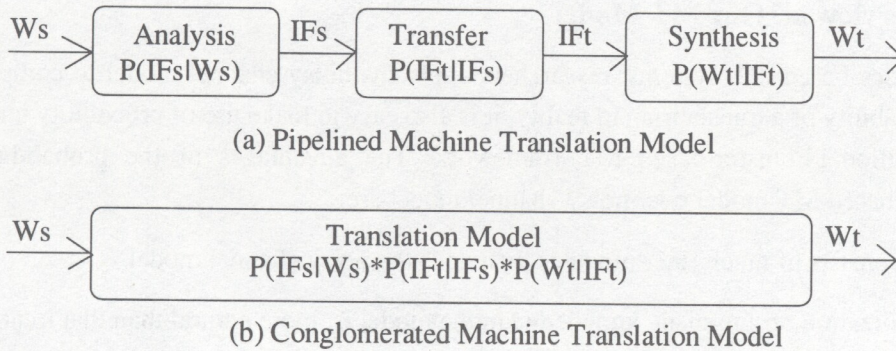 Ws Analysis P(IFs|Ws) IFs Transfer P(IFt|IFs) IFt Synthesis P(Wt|IFt) Wt
(a) Pipelined Machine Translation Model
Ws Translation Model Wt
P(IFs|Ws)*P(IFt|IFs)*P(Wt|IFt)
(b) Conglomerated Machine Translation Model